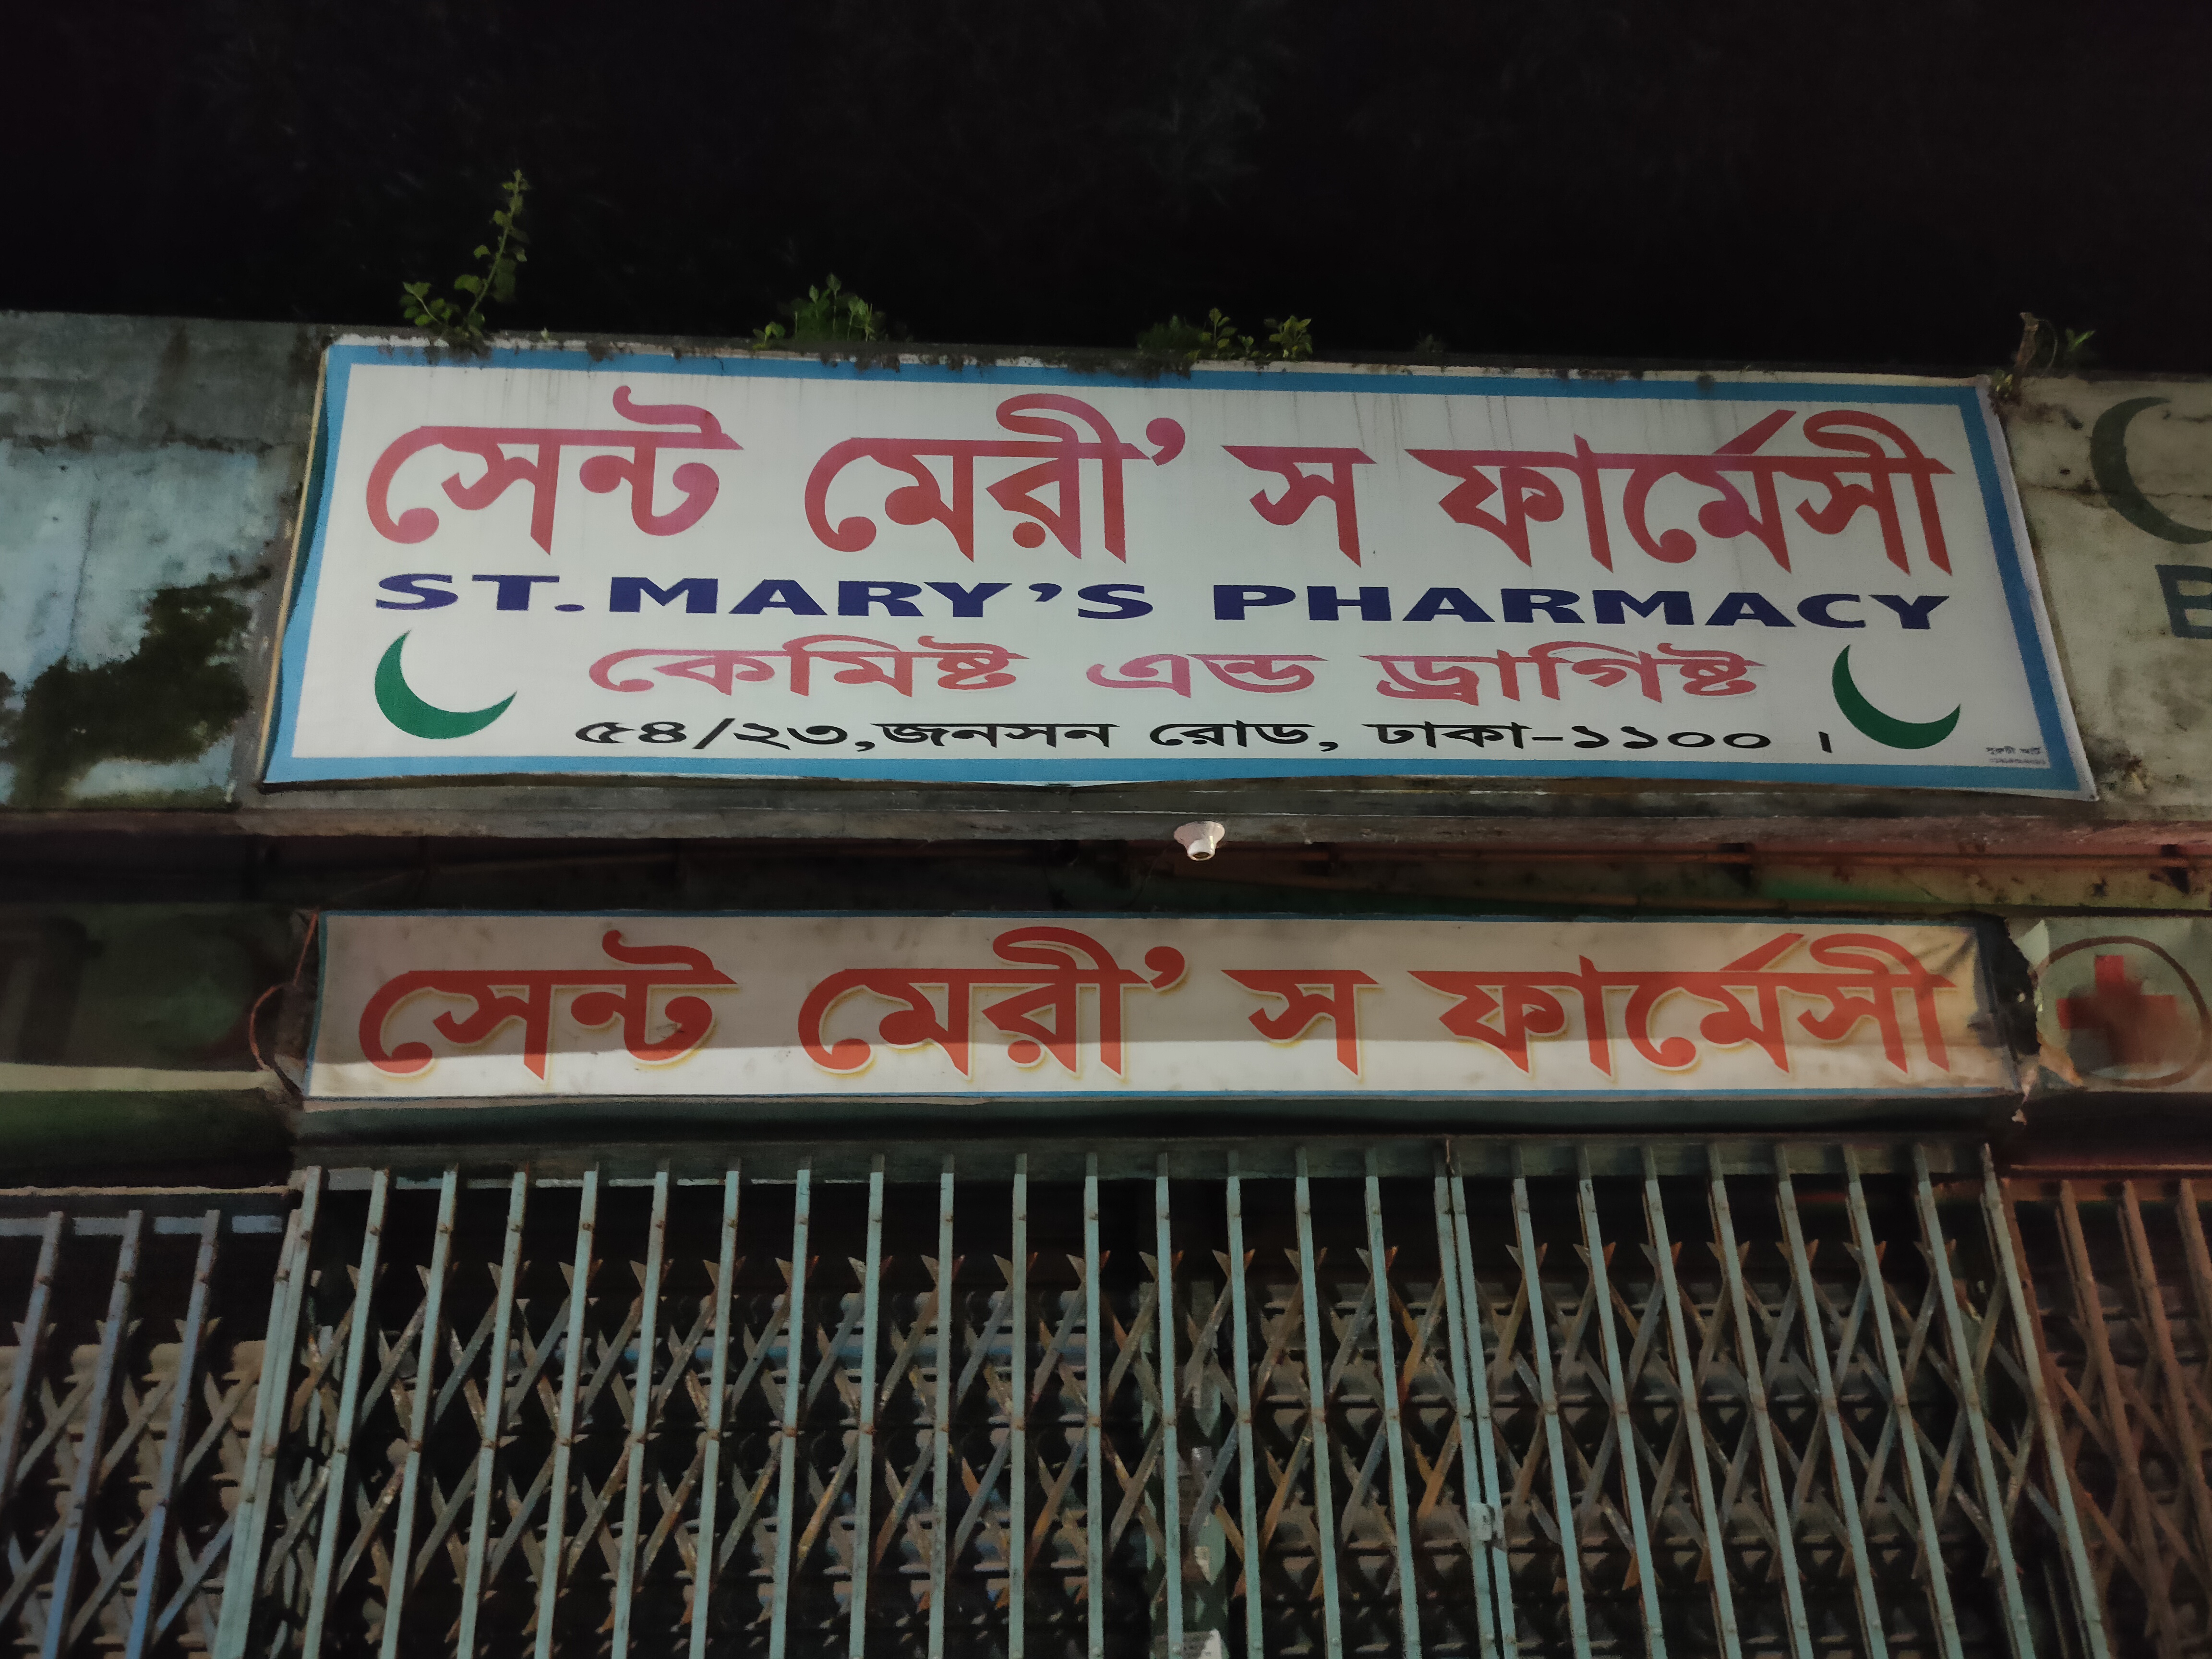 সেন্ট মেরী'স ফার্মেসী
ST. MARY'S PHARMACY
কেমিষ্ট এন্ড ড্রাগিষ্ট
৫৪/২৩, জনসন রোড, ঢাকা-১১০০ ।
সেন্ট মেরী'স ফার্মেসী